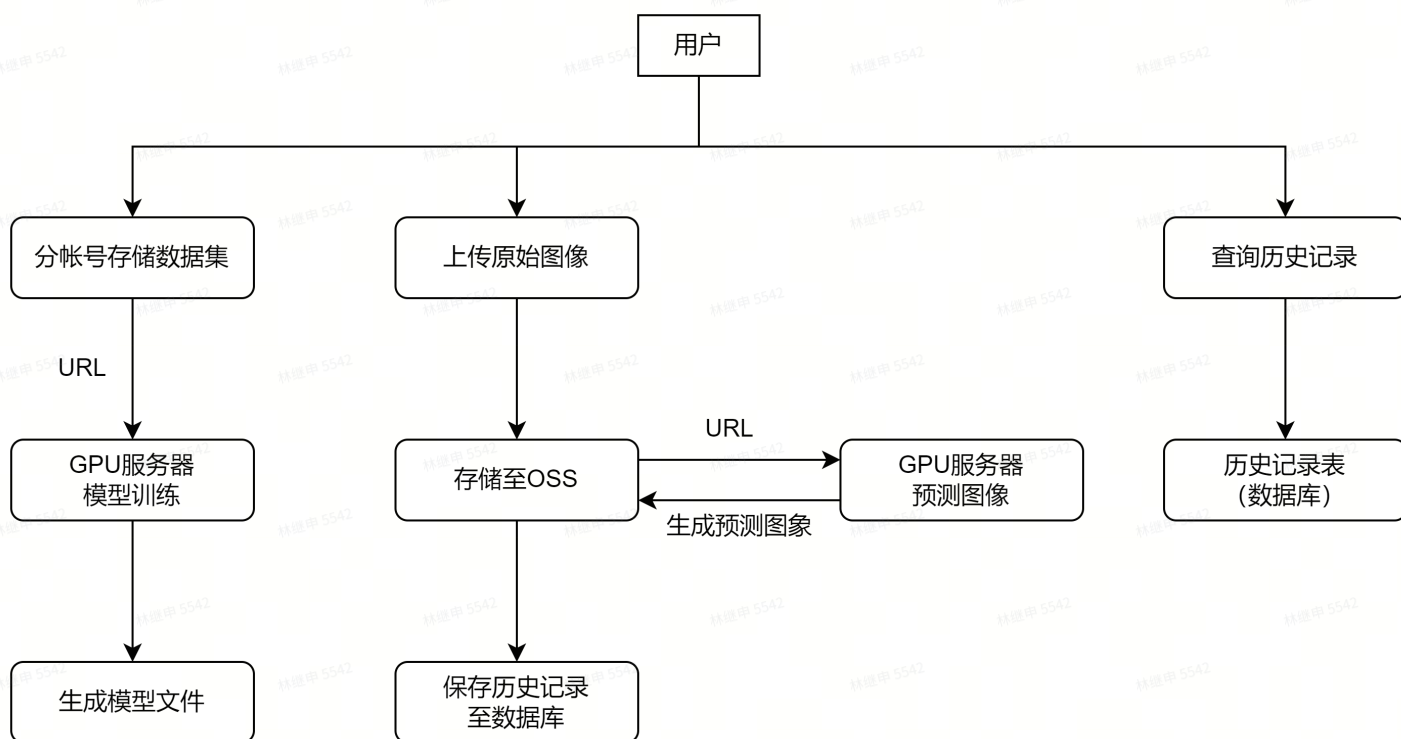 用户
分帐号存储数据集
上传原始图像
查询历史记录
URL
URL
GPU服务器
模型训练
存储至OSS
GPU服务器
预测图像
历史记录表
（数据库）
生成预测图象
生成模型文件
保存历史记录
至数据库
林继申 5542